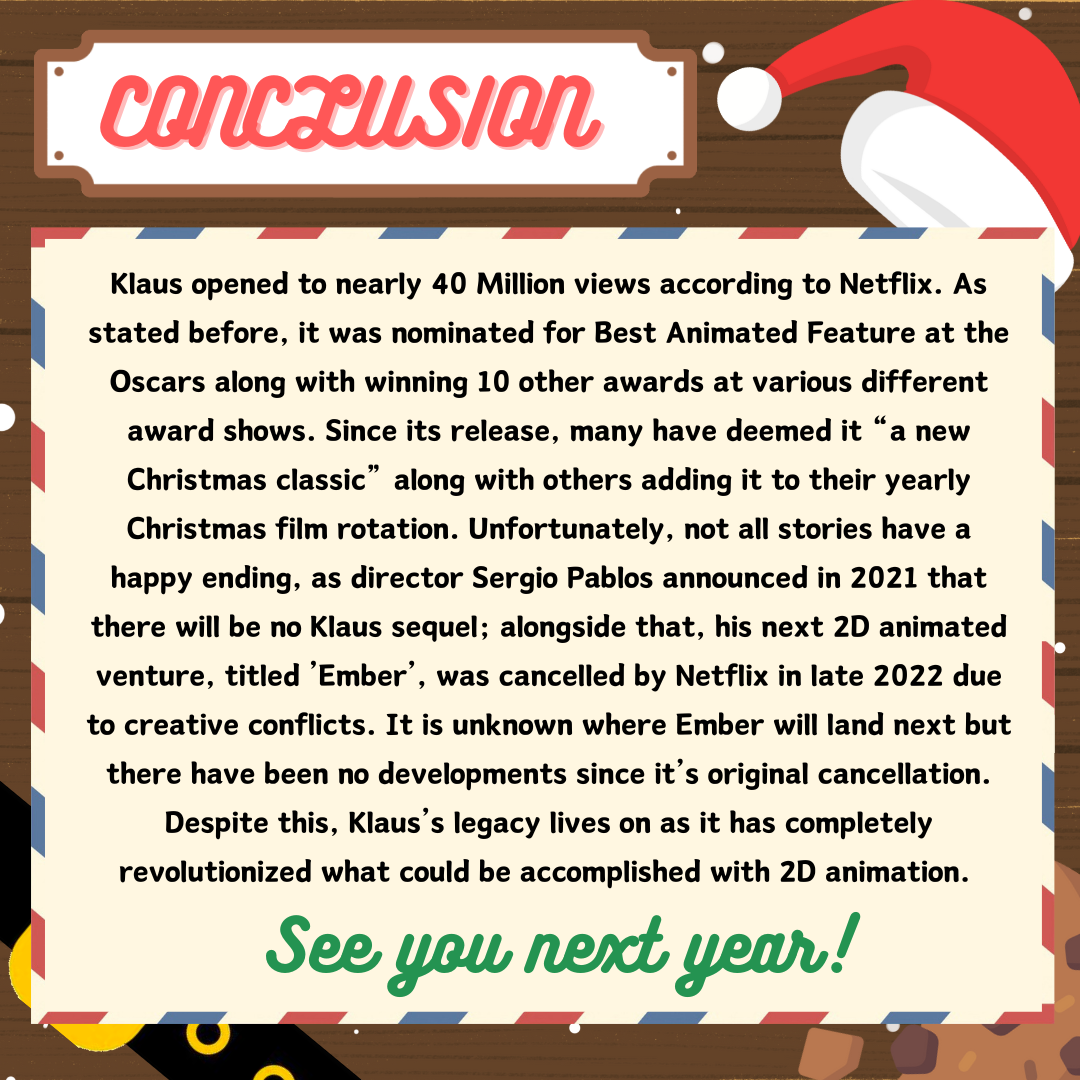 CONCLUSION
Klaus opened to nearly 40 Million views according to Netflix. As
stated before, it was nominated for Best Animated Feature at the
Oscars along with winning 10 other awards at various different
award shows. Since its release, many have deemed it “a new
Christmas classic” along with others adding it to their yearly
Christmas film rotation. Unfortunately, not all stories have a
happy ending, as director Sergio Pablos announced in 2021 that
there will be no Klaus sequel; alongside that, his next 2D animated
venture, titled ’Ember’, was cancelled by Netflix in late 2022 due
to creative conflicts. It is unknown where Ember will land next but
there have been no developments since it’s original cancellation.
Despite this, Klaus’s legacy lives on as it has completely
revolutionized what could be accomplished with 2D animation.
See you next year!